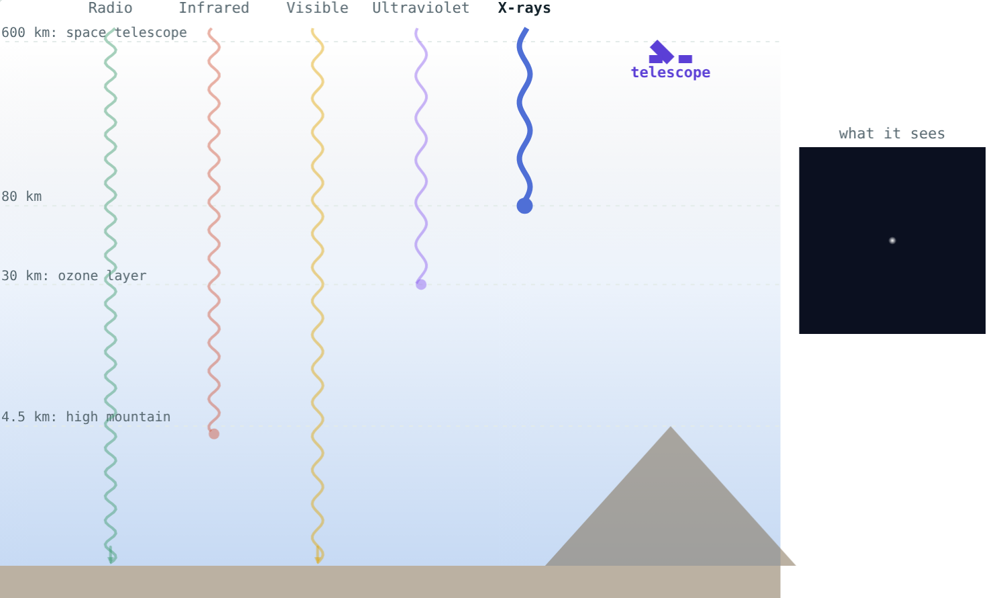 Radio Infrared Visible Ultraviolet X-rays
600 km: space telescope
telescope
what it sees
80 km
30 km: ozone layer
4.5 km: high mountain